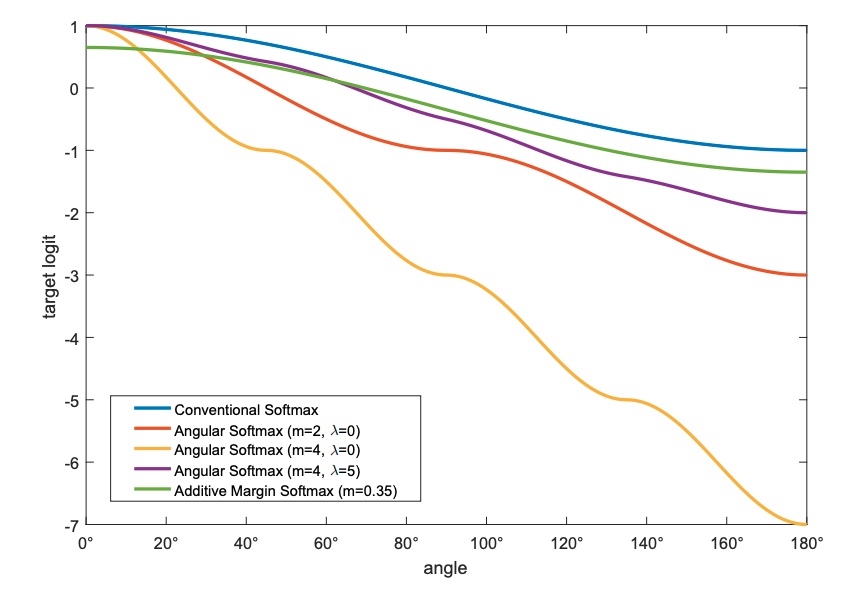 1
0
-1
-2
-3
-4
-5
-6
-7
target logit
Conventional Softmax
Angular Softmax (m=2, λ=0)
Angular Softmax (m=4, λ=0)
Angular Softmax (m=4, λ=5)
Additive Margin Softmax (m=0.35)
0° 20° 40° 60° 80° 100° 120° 140° 160° 180°
angle